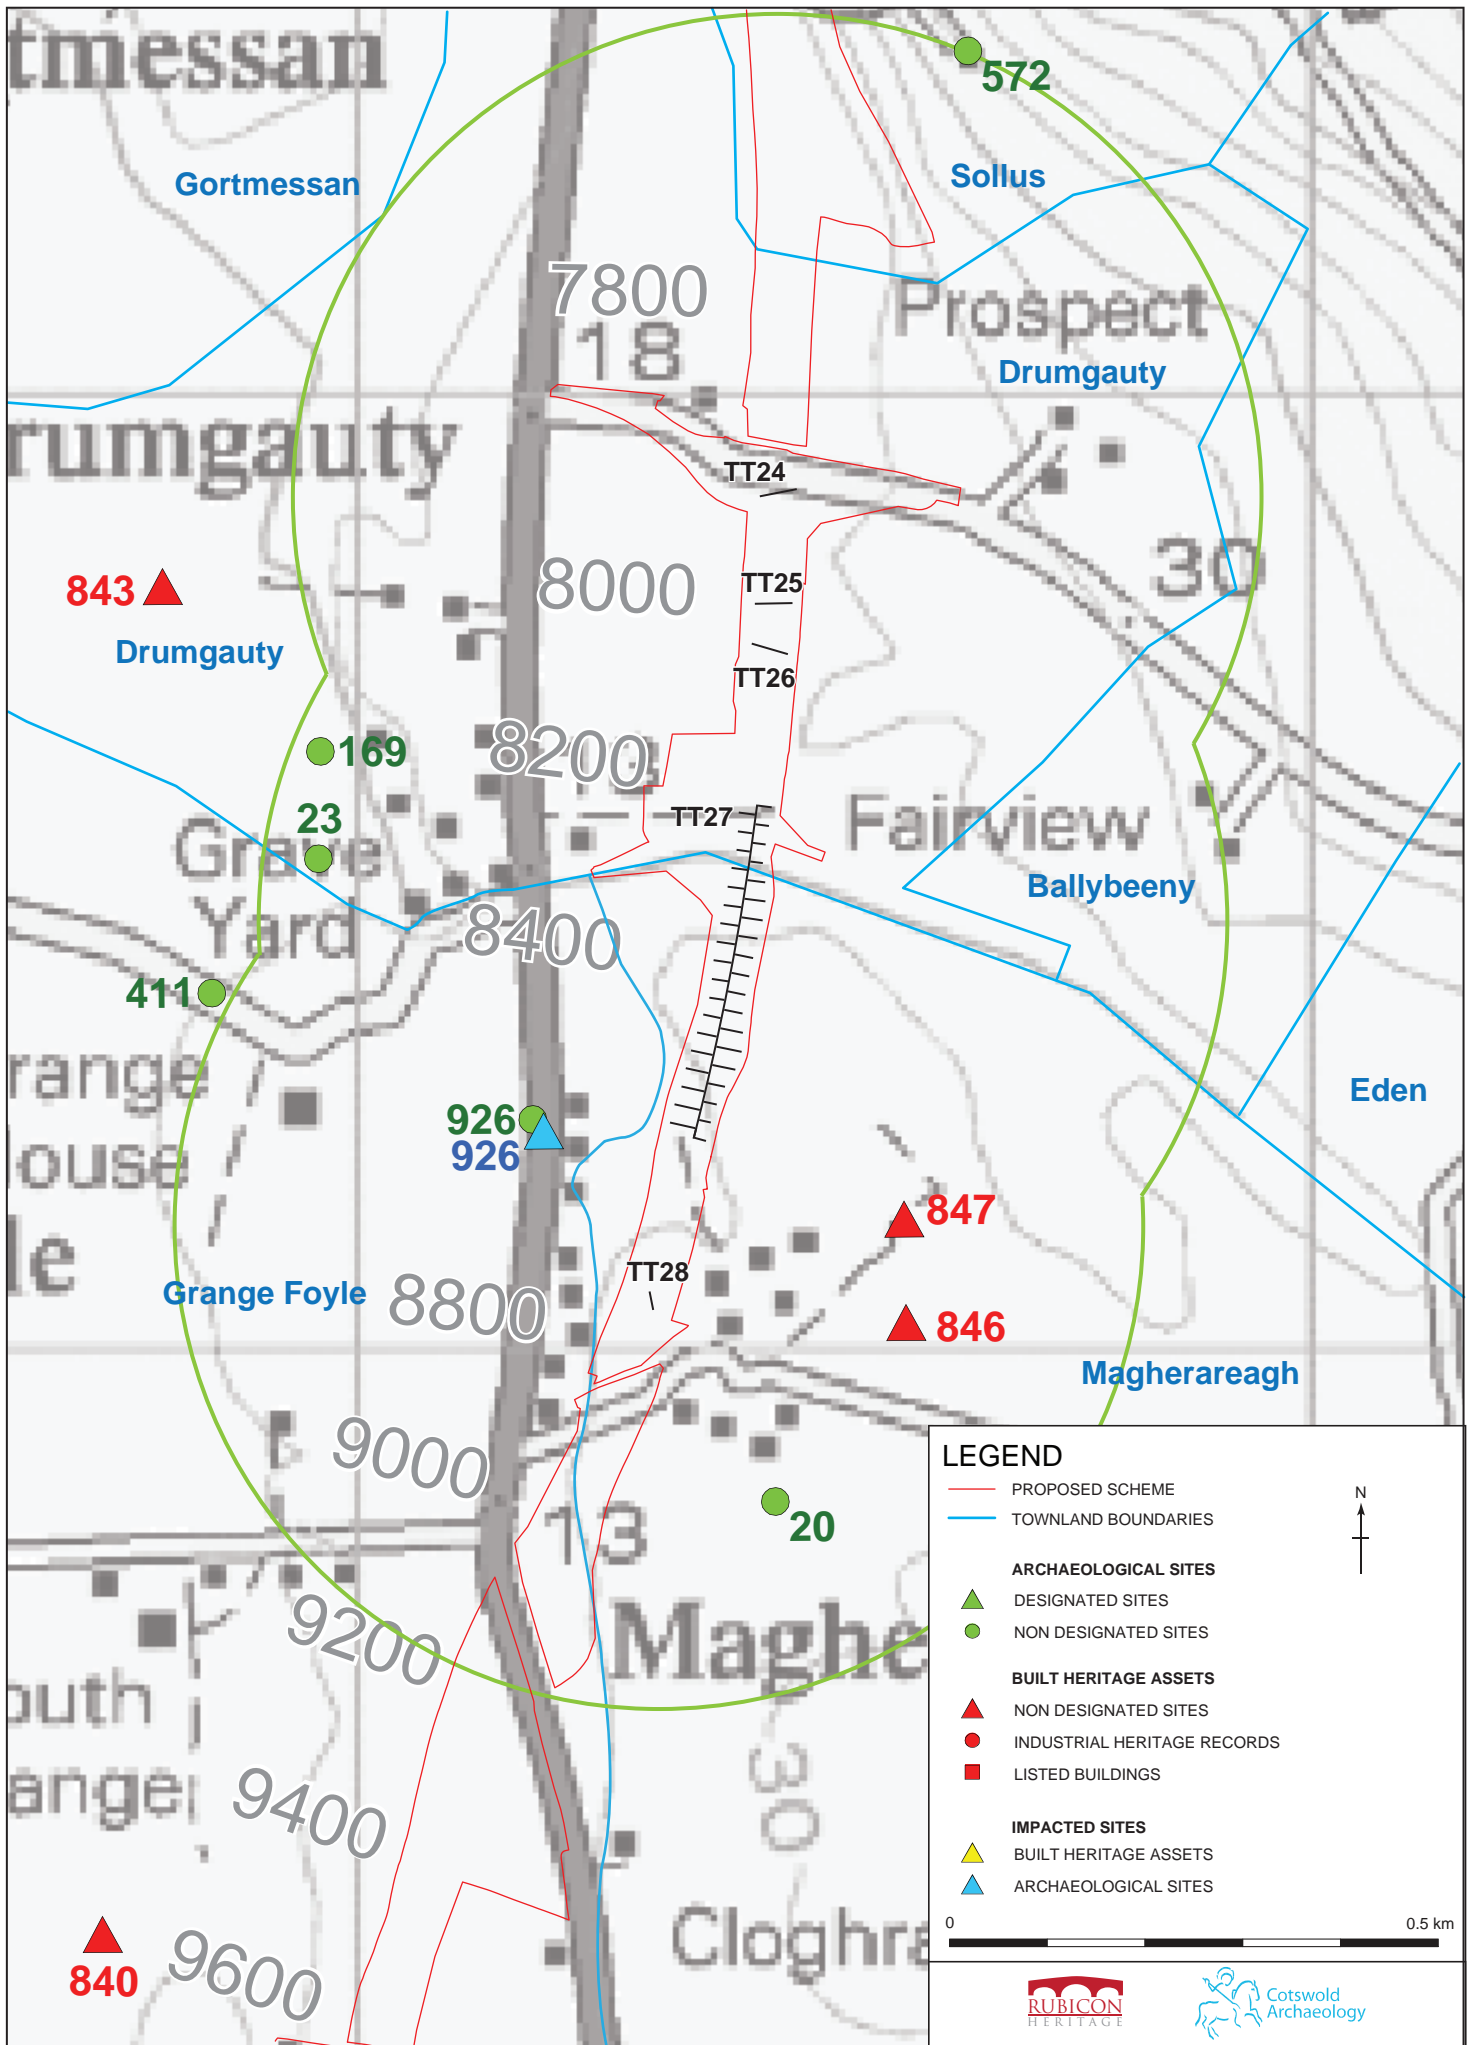 tmessan
572
Gortmessan
Sollus
7800
Prospect
18
Drumgauty
rumgauty
TT24
8000
TT25
30
843
Drumgauty
TT26
169
8200
23
TT27
Fairview
Grave
Yard
Ballybeeny
8400
411
range
ouse
Eden
926
926
847
le
TT28
Grange Foyle
8800
846
Magherareagh
9000
20
13
9200
Maghe
outh
ange
30
9400
Cloghra
9600
840
LEGEND
PROPOSED SCHEME
TOWNLAND BOUNDARIES
N
ARCHAEOLOGICAL SITES
DESIGNATED SITES
NON DESIGNATED SITES
BUILT HERITAGE ASSETS
NON DESIGNATED SITES
INDUSTRIAL HERITAGE RECORDS
LISTED BUILDINGS
IMPACTED SITES
BUILT HERITAGE ASSETS
ARCHAEOLOGICAL SITES
0 0.5 km
RUBICON
HERITAGE
Cotswold
Archaeology